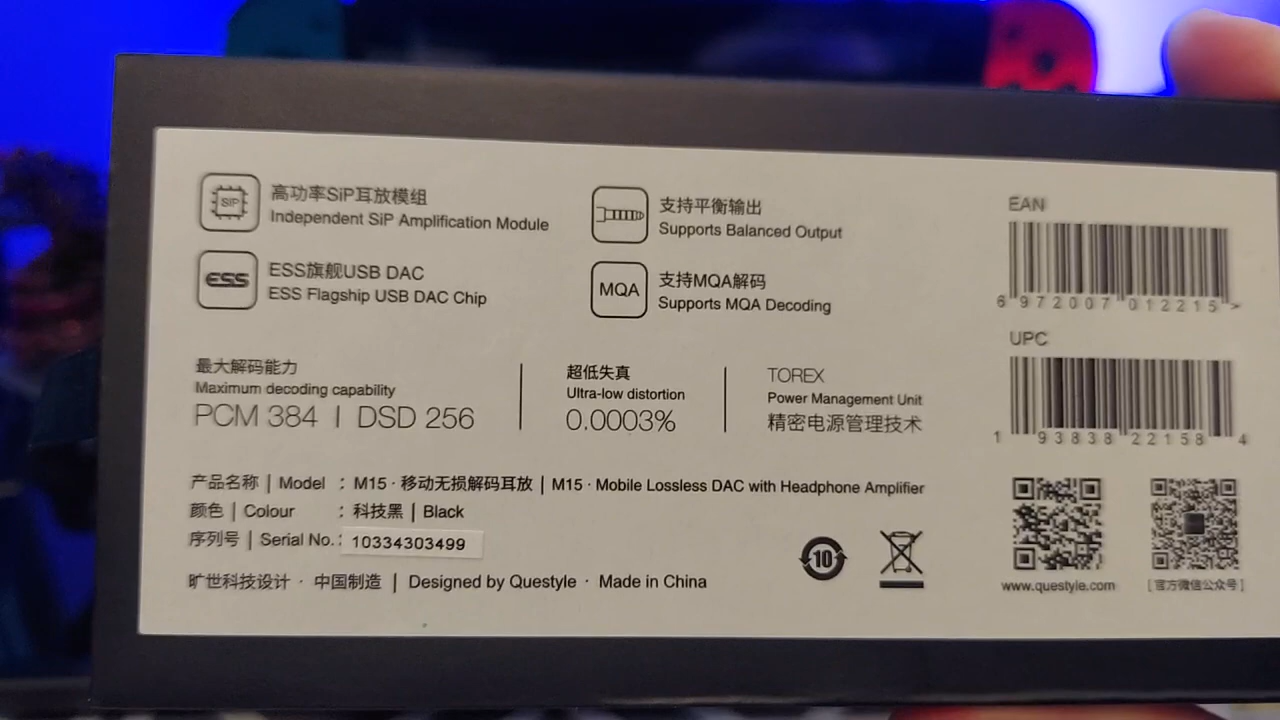 SiP
高功率SiP耳放模组
Independent SiP Amplification Module
支持平衡输出
Supports Balanced Output
ESS
ESS旗舰USB DAC
ESS Flagship USB DAC Chip
MQA
支持MQA解码
Supports MQA Decoding
EAN
6 972007 012215 >
UPC
1 93838 22158 4
最大解码能力
Maximum decoding capability
PCM 384 | DSD 256
超低失真
Ultra-low distortion
0.0003%
TOREX
Power Management Unit
精密电源管理技术
产品名称 | Model : M15 · 移动无损解码耳放 | M15 · Mobile Lossless DAC with Headphone Amplifier
颜色 | Colour : 科技黑 | Black
序列号 | Serial No. : 10334303499
旷世科技设计 · 中国制造 | Designed by Questyle · Made in China
10
www.questyle.com
[ 官方微信公众号 ]